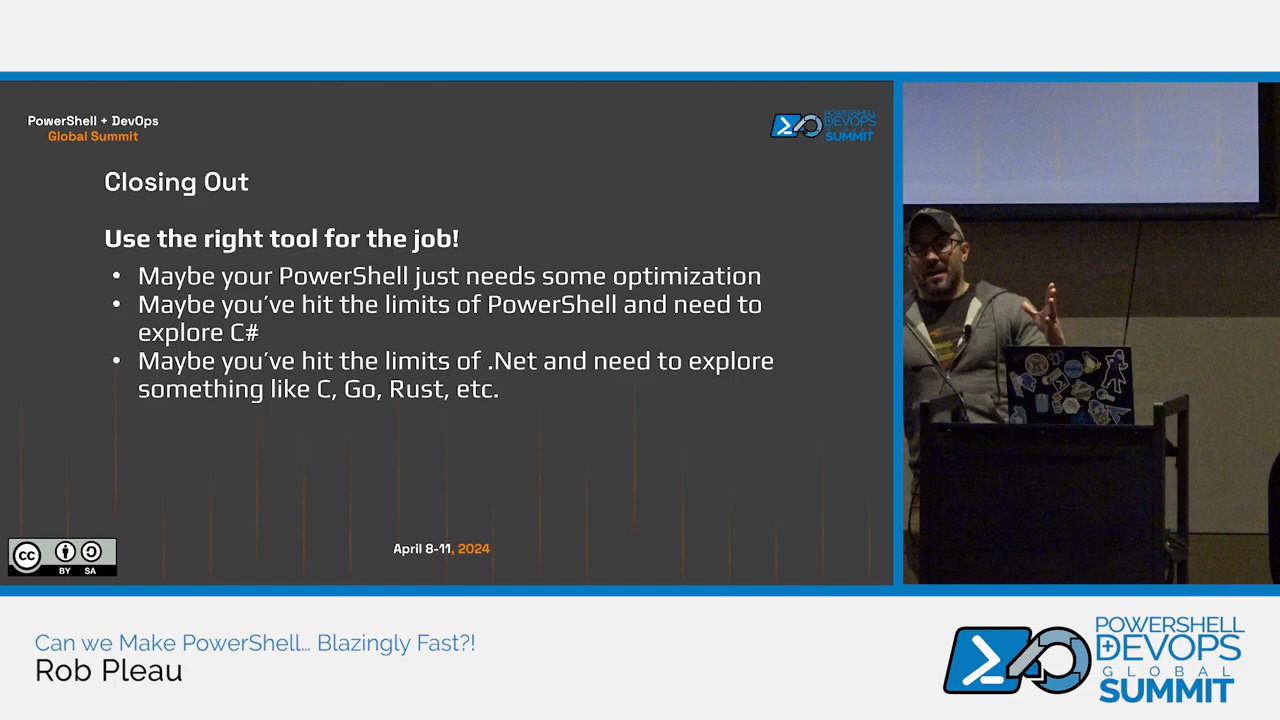 PowerShell + DevOps
Global Summit
POWERSHELL
DEVOPS
GLOBAL
SUMMIT
Closing Out
Use the right tool for the job!
• Maybe your PowerShell just needs some optimization
• Maybe you've hit the limits of PowerShell and need to
explore C#
• Maybe you've hit the limits of .Net and need to explore
something like C, Go, Rust, etc.
April 8-11, 2024
cc
BY SA
Can we Make PowerShell... Blazingly Fast?!
Rob Pleau
POWERSHELL
DEVOPS
GLOBAL
SUMMIT